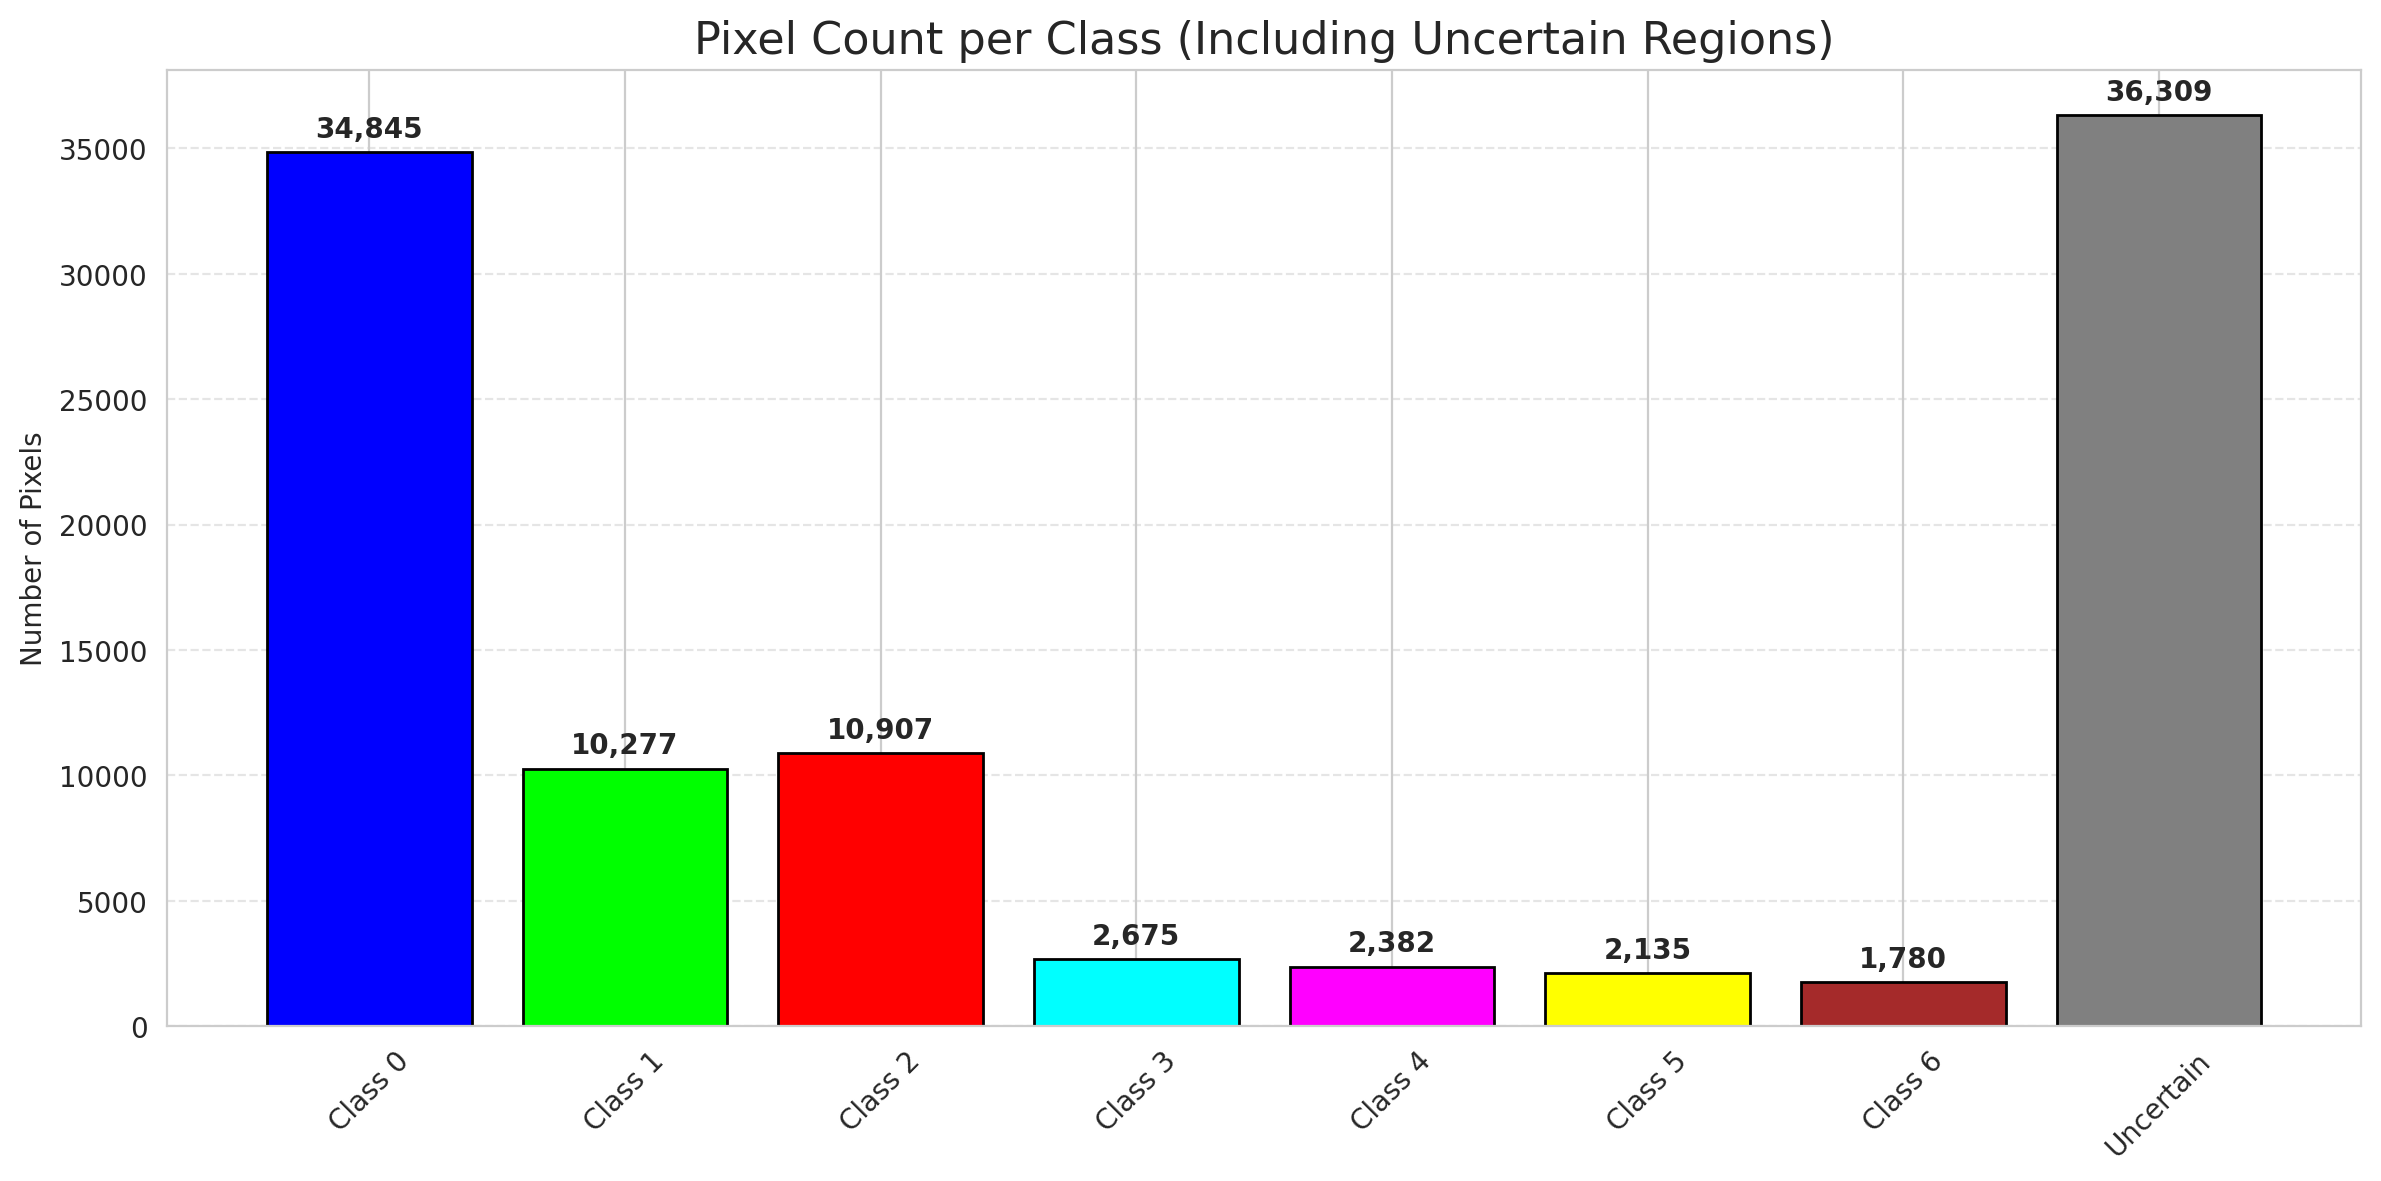 Pixel Count per Class (Including Uncertain Regions)
Number of Pixels
35000
30000
25000
20000
15000
10000
5000
0
34,845
10,277
10,907
2,675
2,382
2,135
1,780
36,309
Class 0
Class 1
Class 2
Class 3
Class 4
Class 5
Class 6
Uncertain